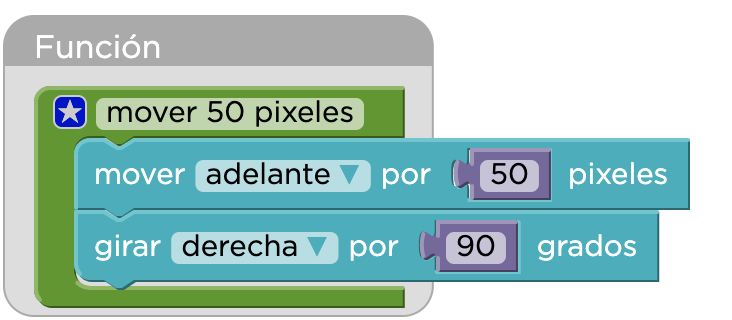 Función
mover 50 pixeles
mover adelante por 50 pixeles
girar derecha por 90 grados